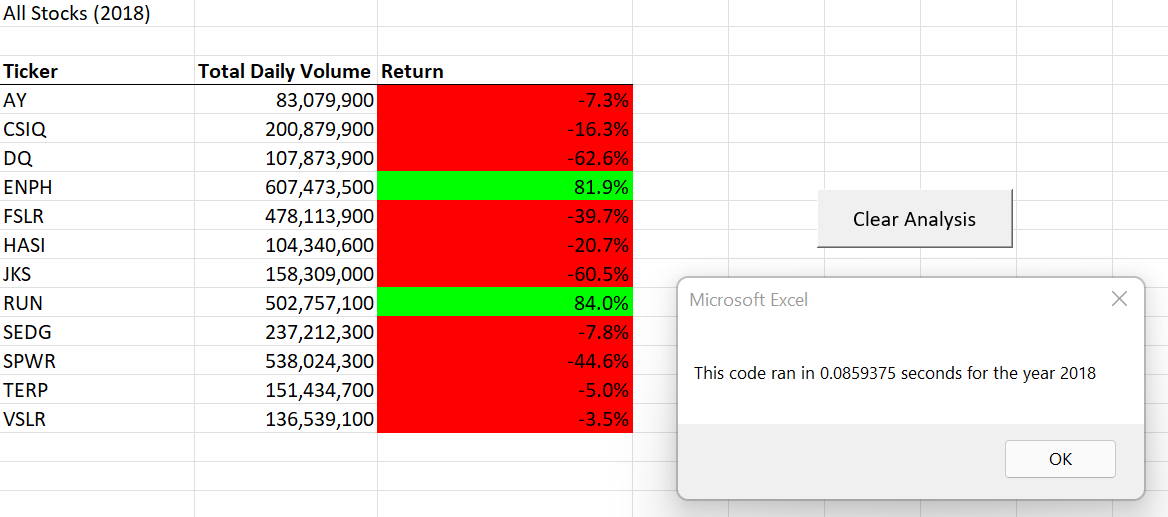 All Stocks (2018)
Ticker Total Daily Volume Return
AY 83,079,900 -7.3%
CSIQ 200,879,900 -16.3%
DQ 107,873,900 -62.6%
ENPH 607,473,500 81.9%
FSLR 478,113,900 -39.7%
HASI 104,340,600 -20.7%
JKS 158,309,000 -60.5%
RUN 502,757,100 84.0%
SEDG 237,212,300 -7.8%
SPWR 538,024,300 -44.6%
TERP 151,434,700 -5.0%
VSLR 136,539,100 -3.5%
Clear Analysis
Microsoft Excel
This code ran in 0.0859375 seconds for the year 2018
OK